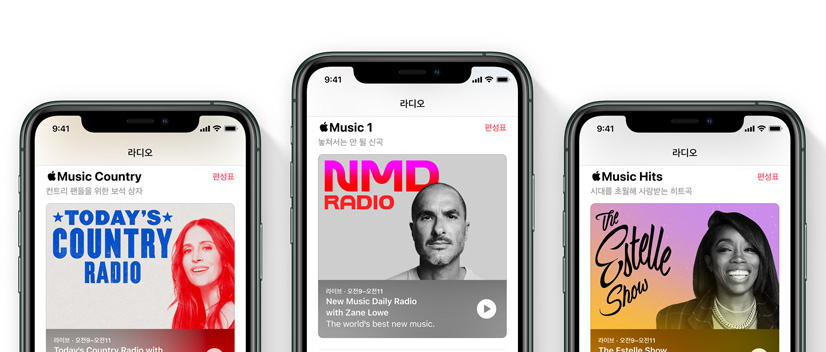 9:41
라디오
Music Country
편성표
컨트리 팬들을 위한 보석 상자
TODAY'S
COUNTRY
RADIO
라이브 · 오전9–오전11
Today's Country Radio with
9:41
라디오
Music 1
편성표
놓쳐서는 안 될 신곡
NMD
RADIO
라이브 · 오전9–오전11
New Music Daily Radio
with Zane Lowe
The world's best new music.
9:41
라디오
Music Hits
편성표
시대를 초월해 사랑받는 히트곡
The
Estelle
Show
라이브 · 오전9–오전11
The Estelle Show